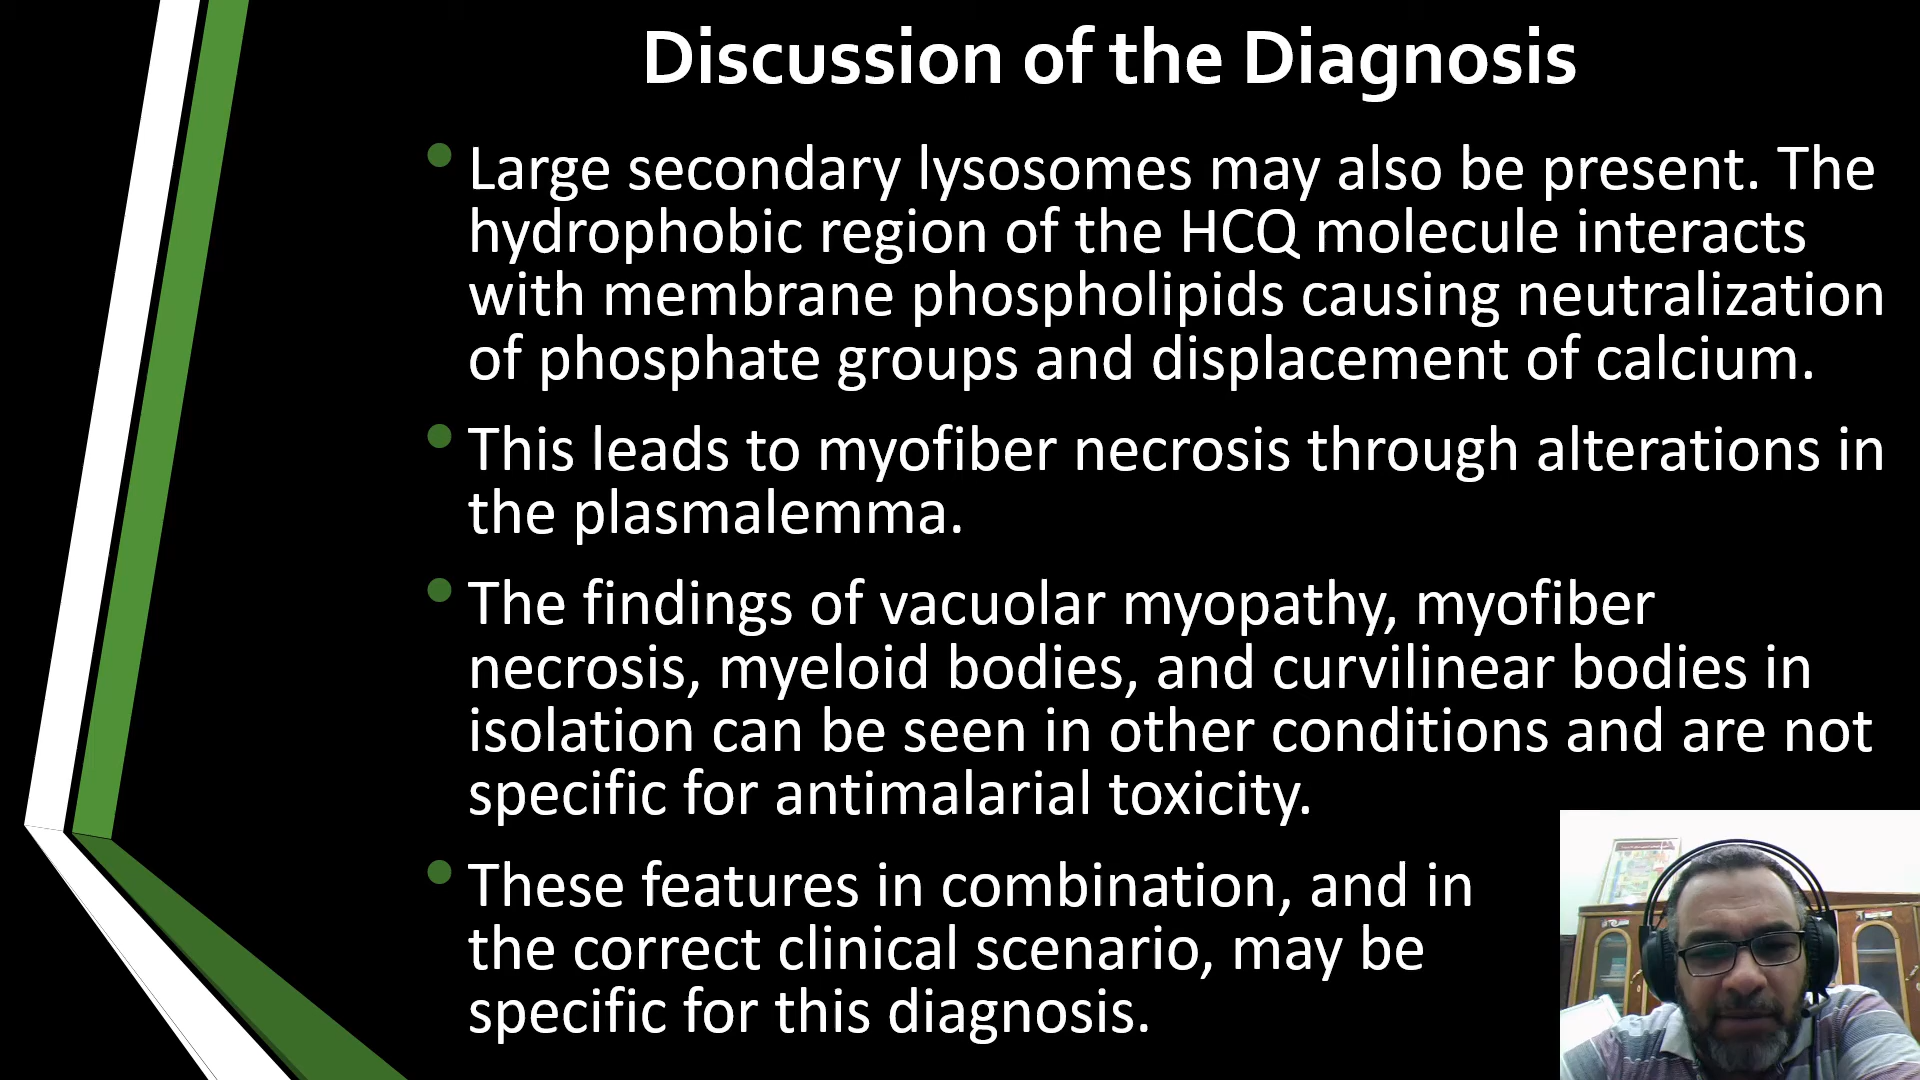 Discussion of the Diagnosis
Large secondary lysosomes may also be present. The
hydrophobic region of the HCQ molecule interacts
with membrane phospholipids causing neutralization
of phosphate groups and displacement of calcium.
This leads to myofiber necrosis through alterations in
the plasmalemma.
The findings of vacuolar myopathy, myofiber
necrosis, myeloid bodies, and curvilinear bodies in
isolation can be seen in other conditions and are not
specific for antimalarial toxicity.
These features in combination, and in
the correct clinical scenario, may be
specific for this diagnosis.